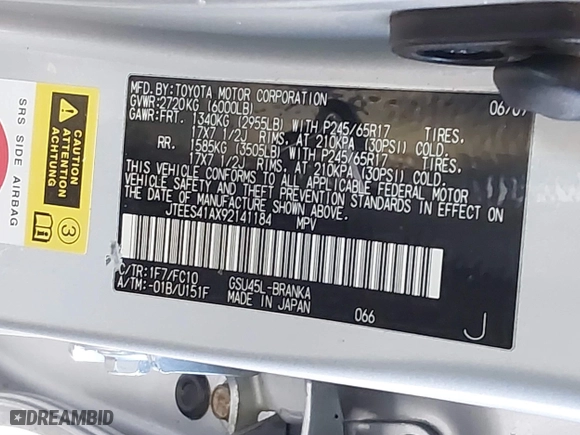 MFD. BY:TOYOTA MOTOR CORPORATION 06/09
GVWR:2720KG (6000LB)
GAWR:FRT. 1340KG (2955LB) WITH P245/65R17 TIRES,
17X7 1/2J RIMS, AT 210KPA (30PSI) COLD.
RR. 1585KG (3505LB) WITH P245/65R17 TIRES,
17X7 1/2J RIMS, AT 210KPA (30PSI) COLD.
THIS VEHICLE CONFORMS TO ALL APPLICABLE FEDERAL MOTOR
VEHICLE SAFETY AND THEFT PREVENTION STANDARDS IN EFFECT ON
THE DATE OF MANUFACTURE SHOWN ABOVE.
JTEES41AX92141184 MPV
C/TR:1F7/FC10 GSU45L-BRANKA
A/TM:-01B/U151F MADE IN JAPAN 066 J
SRS SIDE AIRBAG
ATTENTION
ACHTUNG
3
i
DREAMBID